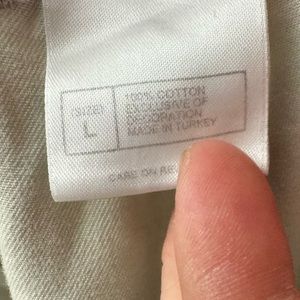 (SIZE)
L
100% COTTON
EXCLUSIVE OF
DECORATION
MADE IN TURKEY
CARE ON